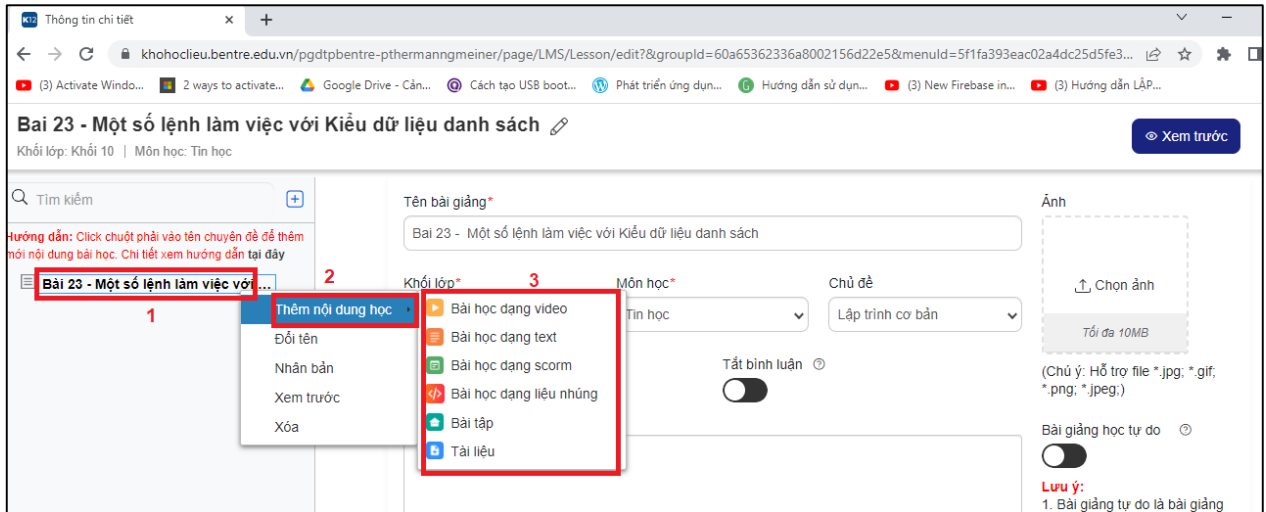 K12 Thông tin chi tiết
khohoclieu.bentre.edu.vn/pgdtpbentre-pthermanngmeiner/page/LMS/Lesson/edit?&groupId=60a65362336a8002156d22e5&menuId=5f1fa393eac02a4dc25d5fe3...
(3) Activate Windo... 2 ways to activate... Google Drive - Cản... Cách tạo USB boot... Phát triển ứng dụn... Hướng dẫn sử dụn... (3) New Firebase in... (3) Hướng dẫn LẬP...
Bai 23 - Một số lệnh làm việc với Kiểu dữ liệu danh sách
Khối lớp: Khối 10 | Môn học: Tin học
Xem trước
Tìm kiếm
Hướng dẫn: Click chuột phải vào tên chuyên đề để thêm
mới nội dung bài học. Chi tiết xem hướng dẫn tại đây
Bài 23 - Một số lệnh làm việc với ...
1
2
Thêm nội dung học
Đổi tên
Nhân bản
Xem trước
Xóa
3
Bài học dạng video
Bài học dạng text
Bài học dạng scorm
Bài học dạng liệu nhúng
Bài tập
Tài liệu
Tên bài giảng*
Bai 23 - Một số lệnh làm việc với Kiểu dữ liệu danh sách
Khối lớp*
Môn học*
Chủ đề
Tin học
Lập trình cơ bản
Tắt bình luận
Ảnh
Chọn ảnh
Tối đa 10MB
(Chú ý: Hỗ trợ file *.jpg; *.gif;
*.png; *.jpeg;)
Bài giảng học tự do
Lưu ý:
1. Bài giảng tự do là bài giảng